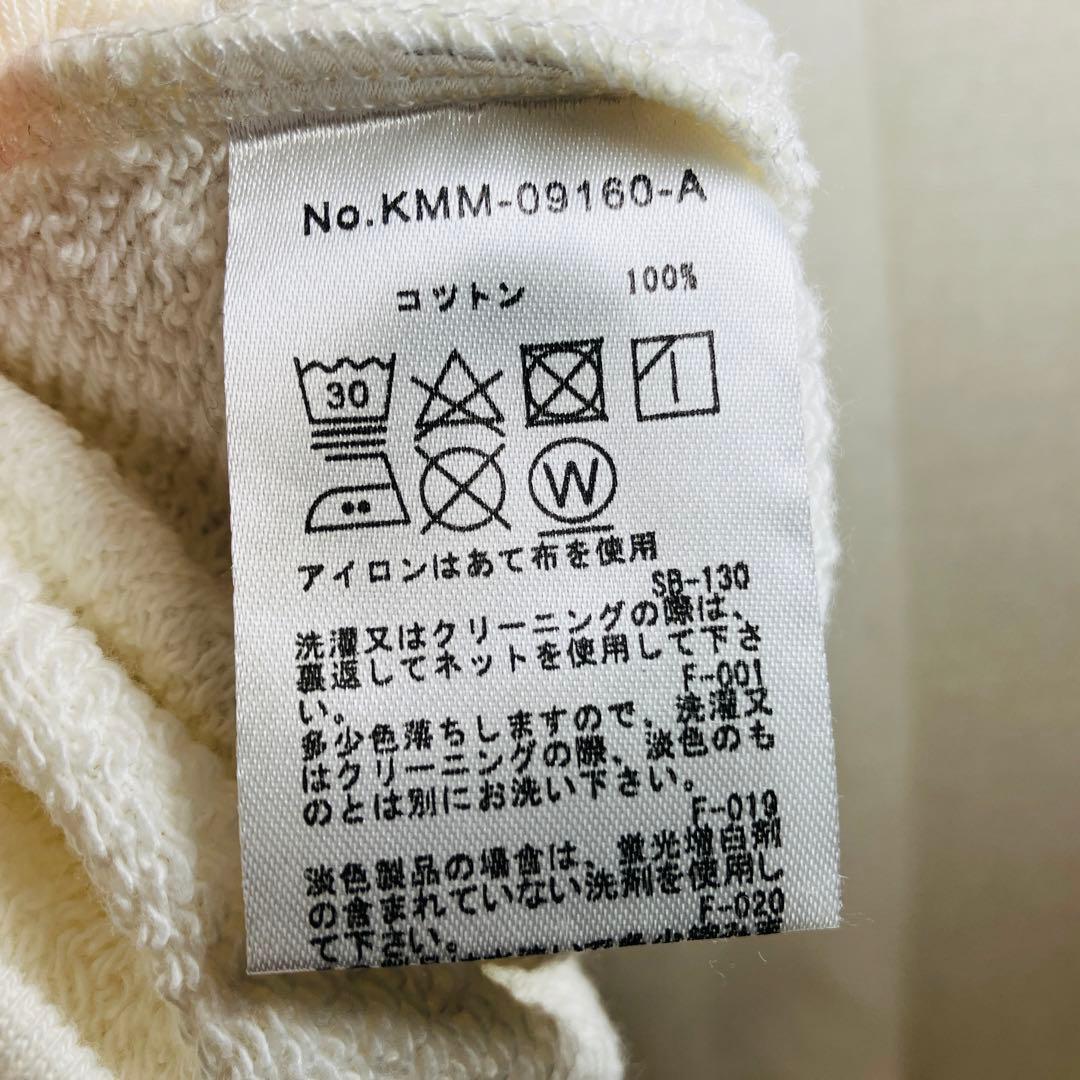 No.KMM-09160-A
コットン 100%
30
W
アイロンはあて布を使用
SB-130
洗濯又はクリーニングの際は、
裏返してネットを使用して下さ
い。
F-001
多少色落ちしますので、洗濯又
はクリーニングの際、淡色のも
のとは別にお洗い下さい。
F-019
淡色製品の場合は、蛍光増白剤
の含まれていない洗剤を使用し
て下さい。
F-020